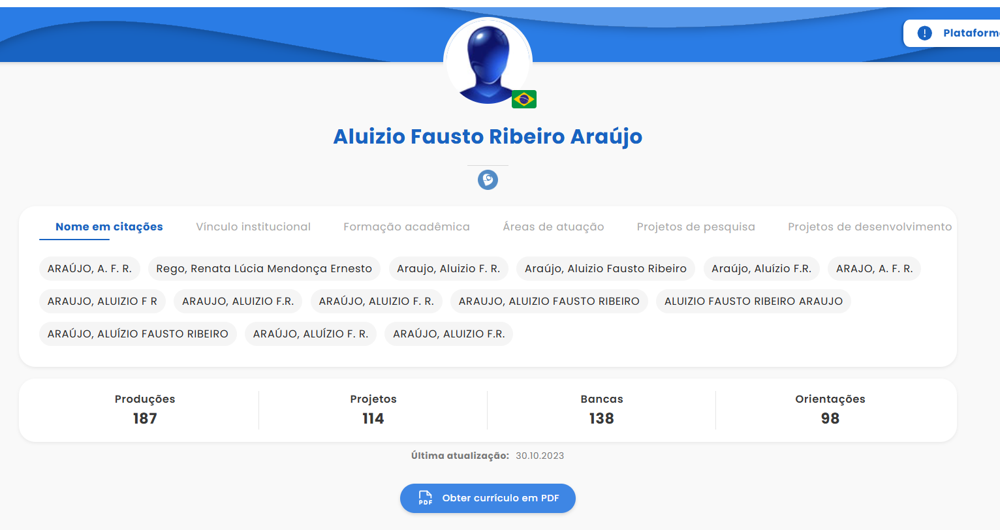 Plataform
Aluizio Fausto Ribeiro Araújo
Nome em citações Vínculo institucional Formação acadêmica Áreas de atuação Projetos de pesquisa Projetos de desenvolvimento
ARAÚJO, A. F. R. Rego, Renata Lúcia Mendonça Ernesto Araujo, Aluizio F. R. Araújo, Aluizio Fausto Ribeiro Araújo, Aluízio F.R. ARAJO, A. F. R.
ARAUJO, ALUIZIO F R ARAUJO, ALUIZIO F.R. ARAÚJO, ALUIZIO F. R. ARAUJO, ALUIZIO FAUSTO RIBEIRO ALUIZIO FAUSTO RIBEIRO ARAUJO
ARAÚJO, ALUÍZIO FAUSTO RIBEIRO ARAÚJO, ALUÍZIO F. R. ARAÚJO, ALUIZIO F.R.
Produções Projetos Bancas Orientações
187 114 138 98
Última atualização: 30.10.2023
PDF Obter currículo em PDF